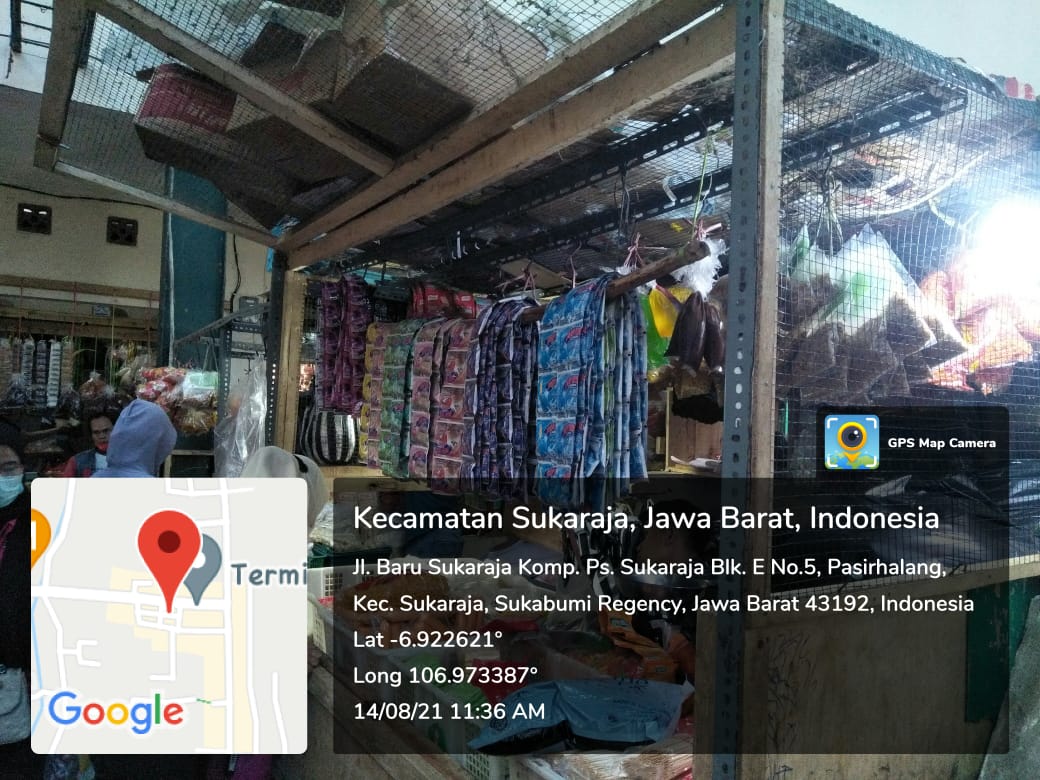 GPS Map Camera
Kecamatan Sukaraja, Jawa Barat, Indonesia
Jl. Baru Sukaraja Komp. Ps. Sukaraja Blk. E No.5, Pasirhalang,
Kec. Sukaraja, Sukabumi Regency, Jawa Barat 43192, Indonesia
Lat -6.922621°
Long 106.973387°
14/08/21 11:36 AM
Termi
Google